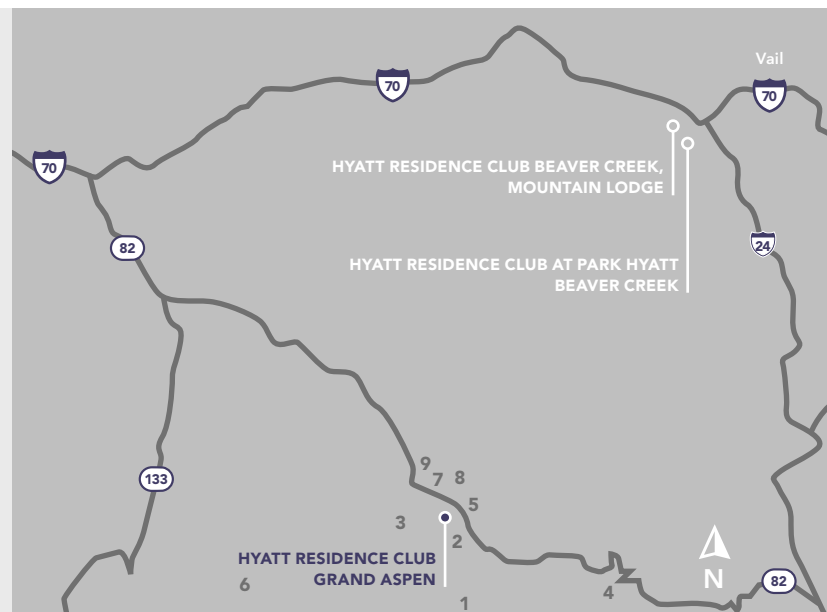 Vail
70
70
70
HYATT RESIDENCE CLUB BEAVER CREEK,
MOUNTAIN LODGE
82
24
HYATT RESIDENCE CLUB AT PARK HYATT
BEAVER CREEK
9
7
8
133
5
3
2
HYATT RESIDENCE CLUB
GRAND ASPEN
6
4
1
N
82